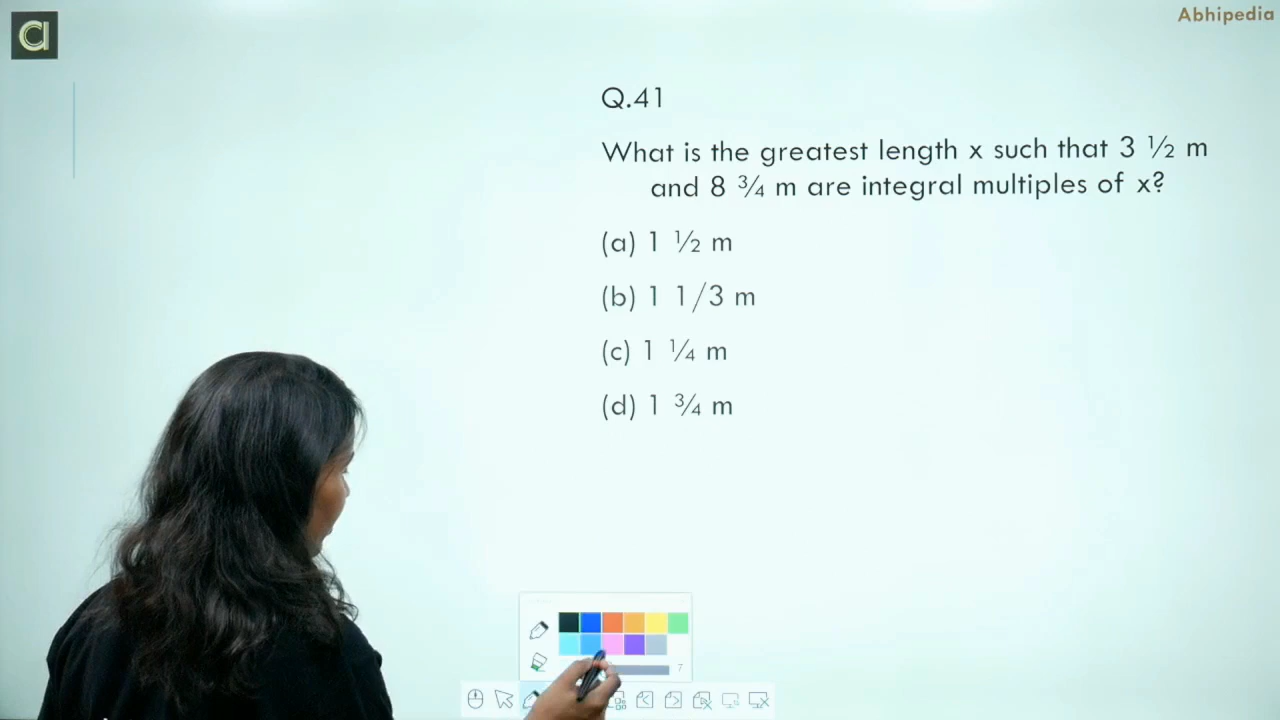 Abhipedia
Q.41
What is the greatest length x such that 3 ½ m
and 8 ¾ m are integral multiples of x?
(a) 1 ½ m
(b) 1 1/3 m
(c) 1 ¼ m
(d) 1 ¾ m
7